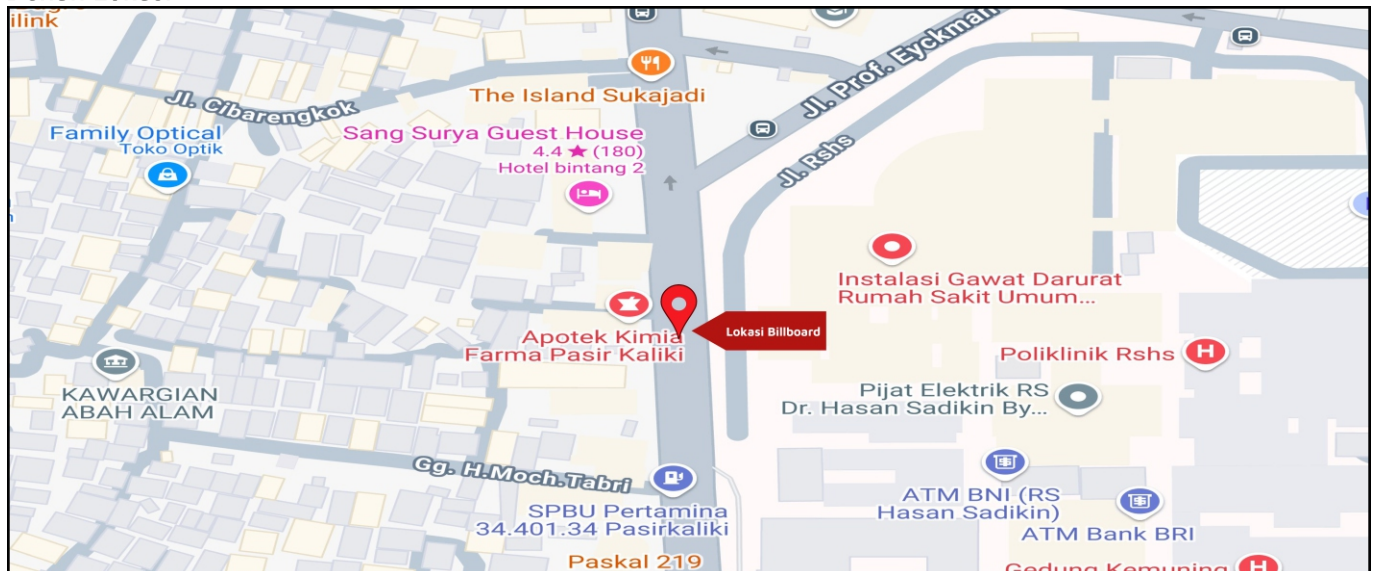 ilink
Jl. Prof. Eyckman
The Island Sukajadi
Jl. Cibarengkok
Family Optical
Toko Optik
Sang Surya Guest House
4.4 ★ (180)
Hotel bintang 2
Jl. Rshs
Instalasi Gawat Darurat
Rumah Sakit Umum...
Lokasi Billboard
Apotek Kimia
Farma Pasir Kaliki
Poliklinik Rshs
H
KAWARGIAN
ABAH ALAM
Pijat Elektrik RS
Dr. Hasan Sadikin By...
Gg. H.Moch.Tabri
SPBU Pertamina
34.401.34 Pasirkaliki
ATM BNI (RS
Hasan Sadikin)
ATM Bank BRI
Paskal 219
Gedung Kemuning
H